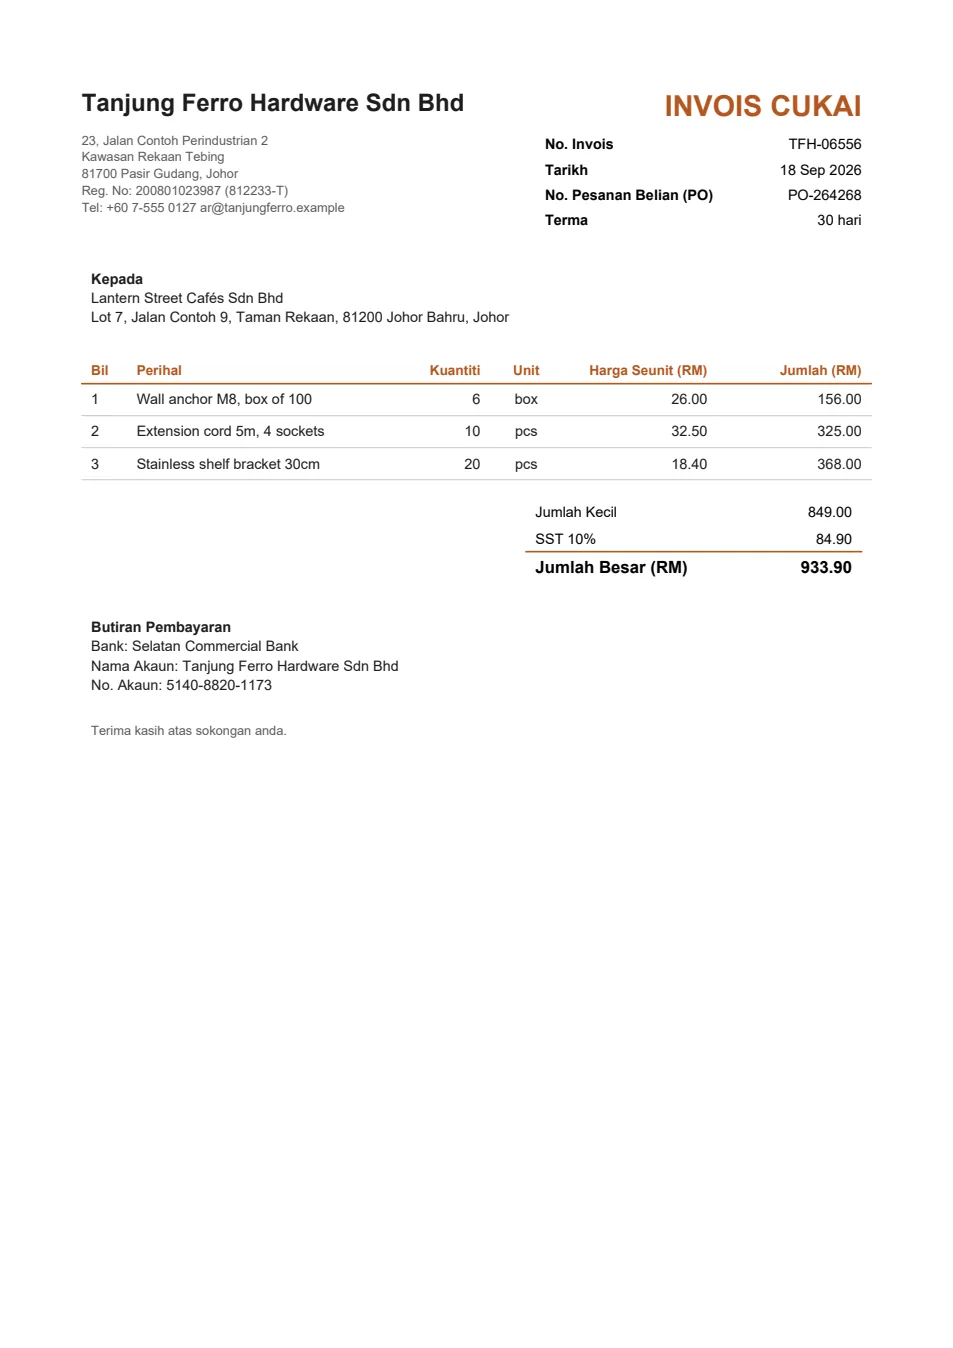 Tanjung Ferro Hardware Sdn Bhd
INVOIS CUKAI
23, Jalan Contoh Perindustrian 2
Kawasan Rekaan Tebing
81700 Pasir Gudang, Johor
Reg. No: 200801023987 (812233-T)
Tel: +60 7-555 0127 ar@tanjungferro.example
No. Invois TFH-06556
Tarikh 18 Sep 2026
No. Pesanan Belian (PO) PO-264268
Terma 30 hari
Kepada
Lantern Street Cafés Sdn Bhd
Lot 7, Jalan Contoh 9, Taman Rekaan, 81200 Johor Bahru, Johor
Bil Perihal Kuantiti Unit Harga Seunit (RM) Jumlah (RM)
1 Wall anchor M8, box of 100 6 box 26.00 156.00
2 Extension cord 5m, 4 sockets 10 pcs 32.50 325.00
3 Stainless shelf bracket 30cm 20 pcs 18.40 368.00
Jumlah Kecil 849.00
SST 10% 84.90
Jumlah Besar (RM) 933.90
Butiran Pembayaran
Bank: Selatan Commercial Bank
Nama Akaun: Tanjung Ferro Hardware Sdn Bhd
No. Akaun: 5140-8820-1173
Terima kasih atas sokongan anda.